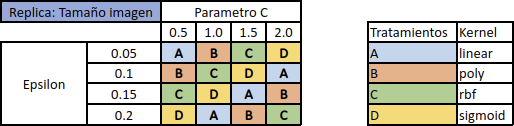 Replica: Tamaño imagen Parametro C
0.5 1.0 1.5 2.0
Epsilon
0.05 A B C D
0.1 B C D A
0.15 C D A B
0.2 D A B C
Tratamientos Kernel
A linear
B poly
C rbf
D sigmoid